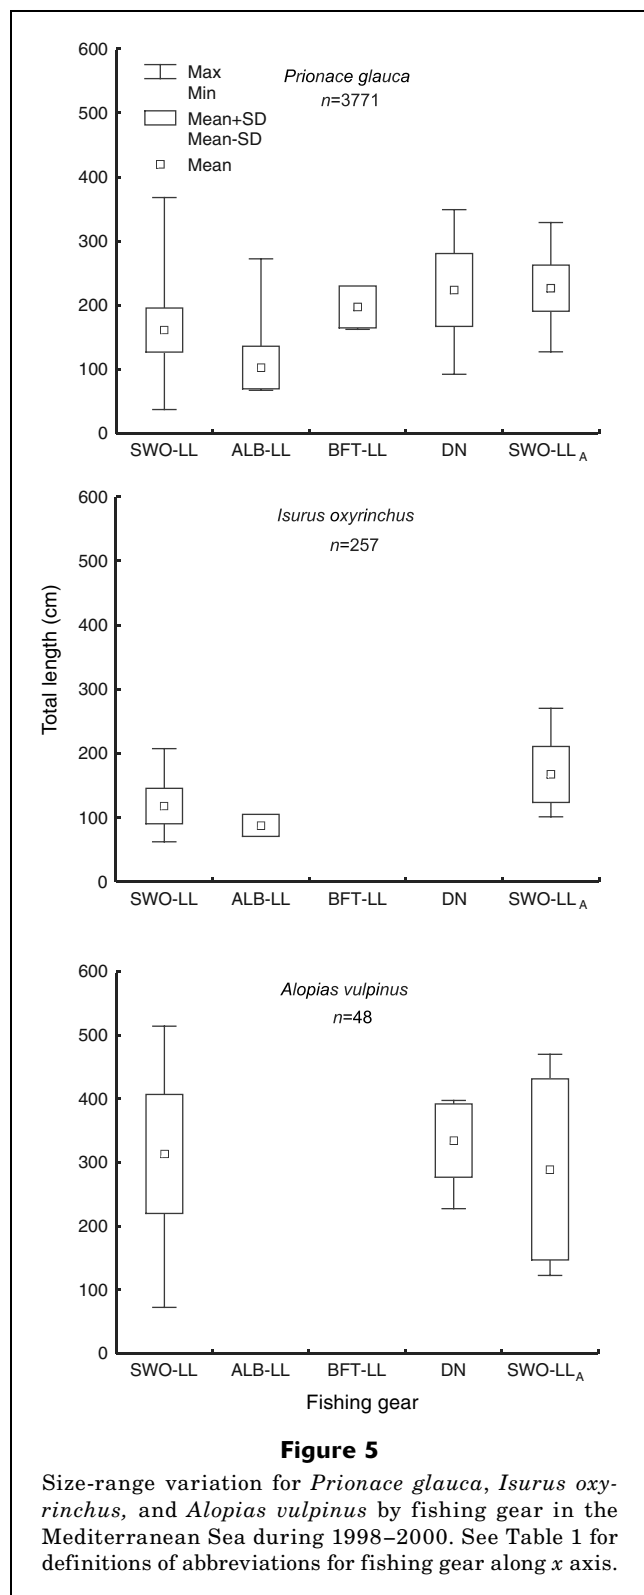 600
500
400
300
200
100
0
Max
Min
Mean+SD
Mean-SD
Mean
Prionace glauca
n=3771
SWO-LL ALB-LL BFT-LL DN SWO-LL A
600
500
400
300
200
100
0
Isurus oxyrinchus
n=257
Total length (cm)
SWO-LL ALB-LL BFT-LL DN SWO-LL A
600
500
400
300
200
100
0
Alopias vulpinus
n=48
SWO-LL ALB-LL BFT-LL DN SWO-LL A
Fishing gear
Figure 5
Size-range variation for Prionace glauca, Isurus oxy-
rinchus, and Alopias vulpinus by fishing gear in the
Mediterranean Sea during 1998–2000. See Table 1 for
definitions of abbreviations for fishing gear along x axis.